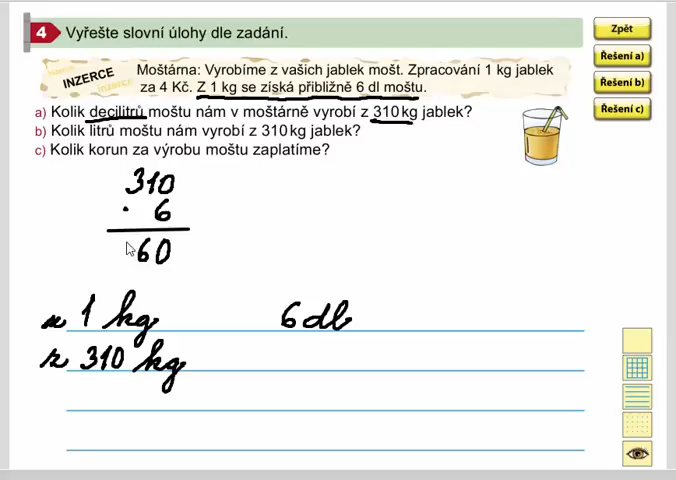 4 Vyřešte slovní úlohy dle zadání.
Zpět
Řešení a)
Řešení b)
Řešení c)
INZERCE
Moštárna: Vyrobíme z vašich jablek mošt. Zpracování 1 kg jablek
za 4 Kč. Z 1 kg se získá přibližně 6 dl moštu.
a) Kolik decilitrů moštu nám v moštárně vyrobí z 310 kg jablek?
b) Kolik litrů moštu nám vyrobí z 310 kg jablek?
c) Kolik korun za výrobu moštu zaplatíme?
310
· 6
60
z 1 kg 6 dl
z 310 kg